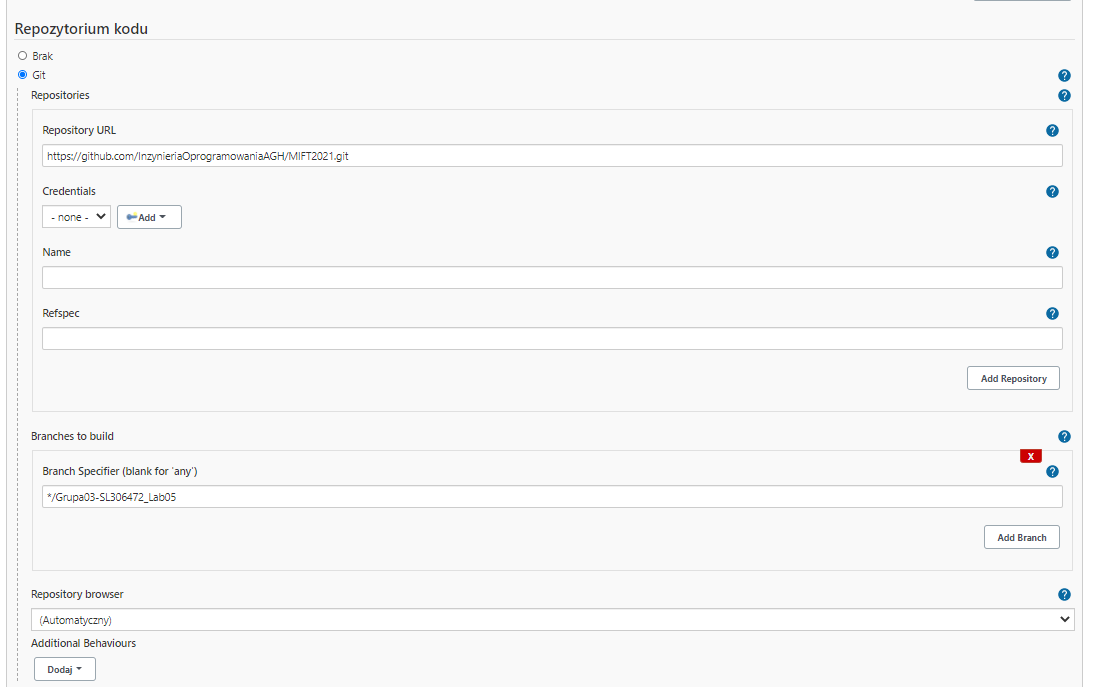 Repozytorium kodu
Brak
Git
?
Repositories
?
Repository URL
?
https://github.com/InzynieriaOprogramowaniaAGH/MIFT2021.git
Credentials
?
- none -
Add
Name
?
Refspec
?
Add Repository
Branches to build
?
X
Branch Specifier (blank for 'any')
?
*/Grupa03-SL306472_Lab05
Add Branch
Repository browser
?
(Automatyczny)
Additional Behaviours
Dodaj